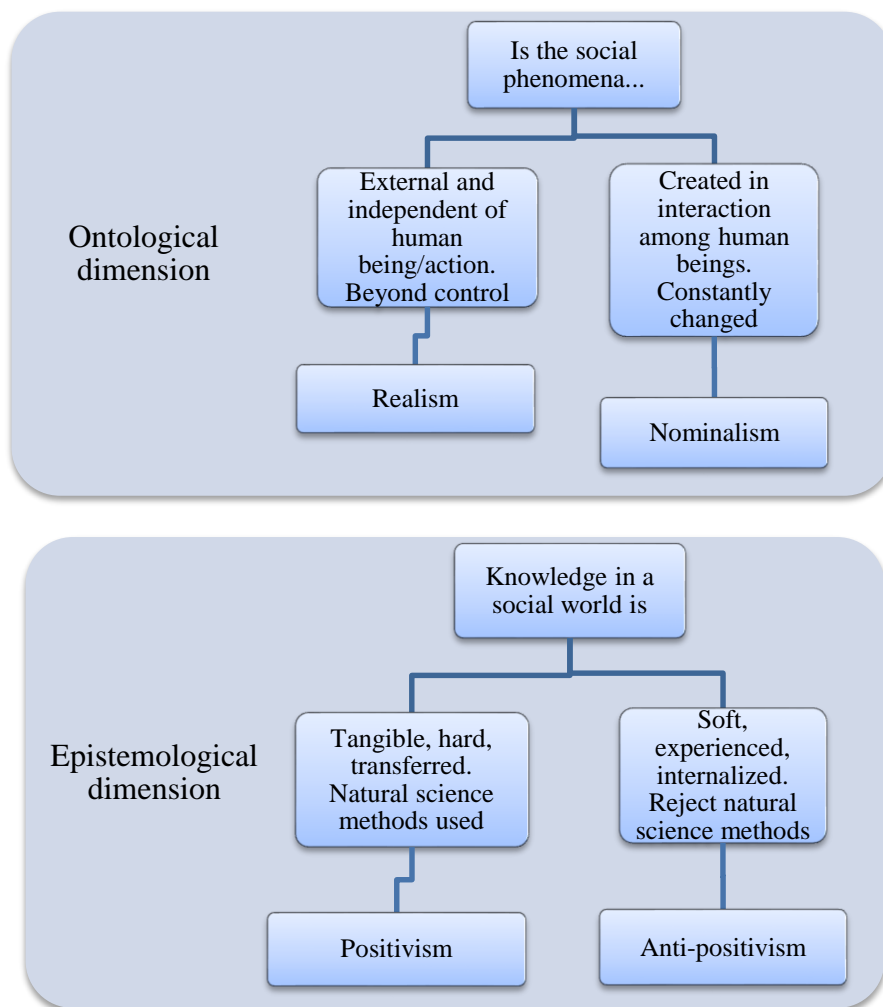 Is the social
phenomena...
Ontological
dimension
External and
independent of
human
being/action.
Beyond control
Created in
interaction
among human
beings.
Constantly
changed
Realism
Nominalism
Knowledge in a
social world is
Epistemological
dimension
Tangible, hard,
transferred.
Natural science
methods used
Soft,
experienced,
internalized.
Reject natural
science methods
Positivism
Anti-positivism